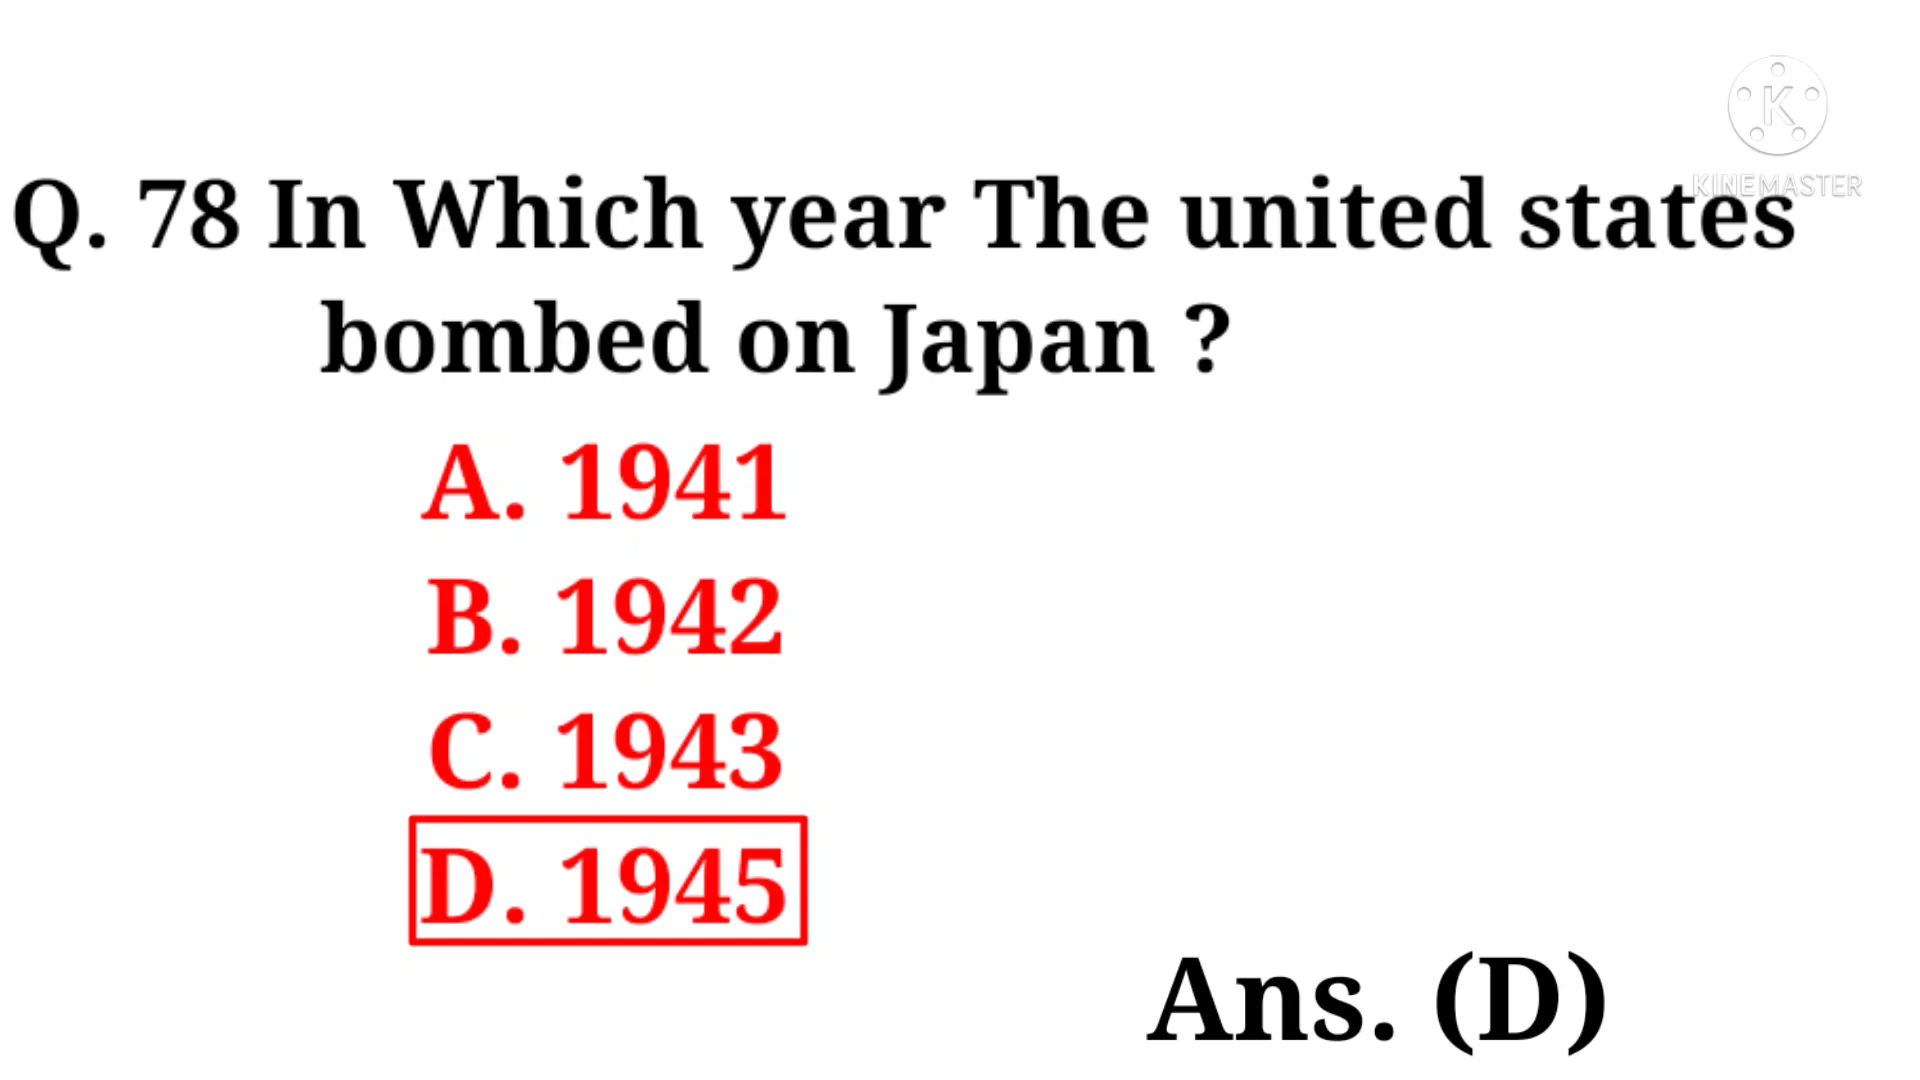 KINEMASTER
Q. 78 In Which year The united states
bombed on Japan ?
A. 1941
B. 1942
C. 1943
D. 1945
Ans. (D)